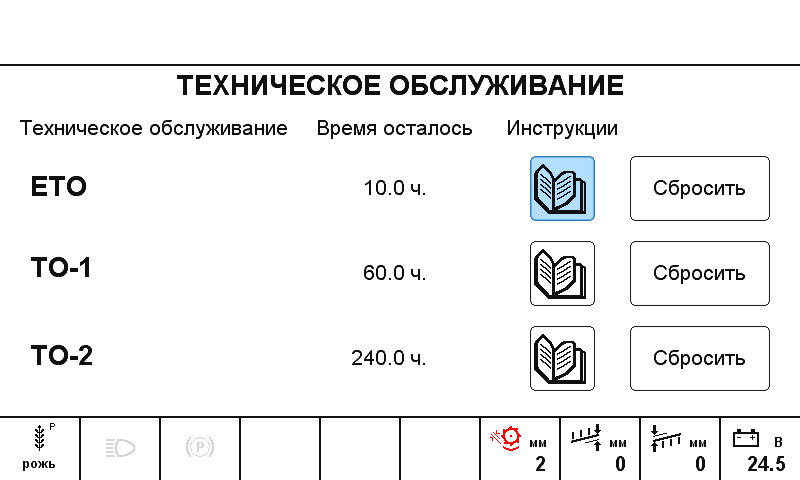 ТЕХНИЧЕСКОЕ ОБСЛУЖИВАНИЕ
Техническое обслуживание Время осталось Инструкции
ЕТО 10.0 ч. Сбросить
ТО-1 60.0 ч. Сбросить
ТО-2 240.0 ч. Сбросить
Р
рожь
(P)
мм
2
мм
0
мм
0
В
24.5